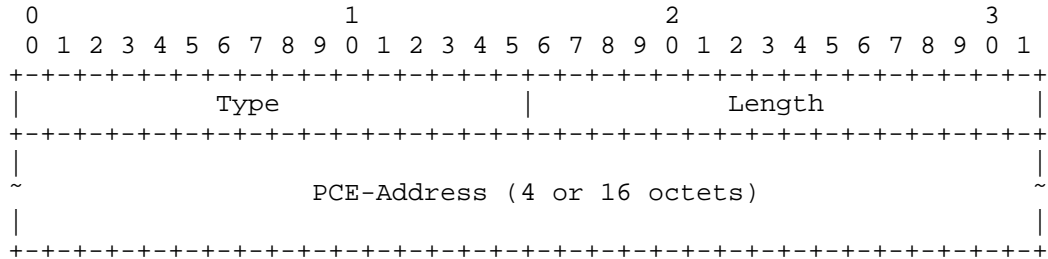 0                   1                   2                   3
 0 1 2 3 4 5 6 7 8 9 0 1 2 3 4 5 6 7 8 9 0 1 2 3 4 5 6 7 8 9 0 1
+-+-+-+-+-+-+-+-+-+-+-+-+-+-+-+-+-+-+-+-+-+-+-+-+-+-+-+-+-+-+-+
|            Type               |            Length             |
+-+-+-+-+-+-+-+-+-+-+-+-+-+-+-+-+-+-+-+-+-+-+-+-+-+-+-+-+-+-+-+
|                                                               |
~                  PCE-Address (4 or 16 octets)                 ~
|                                                               |
+-+-+-+-+-+-+-+-+-+-+-+-+-+-+-+-+-+-+-+-+-+-+-+-+-+-+-+-+-+-+-+